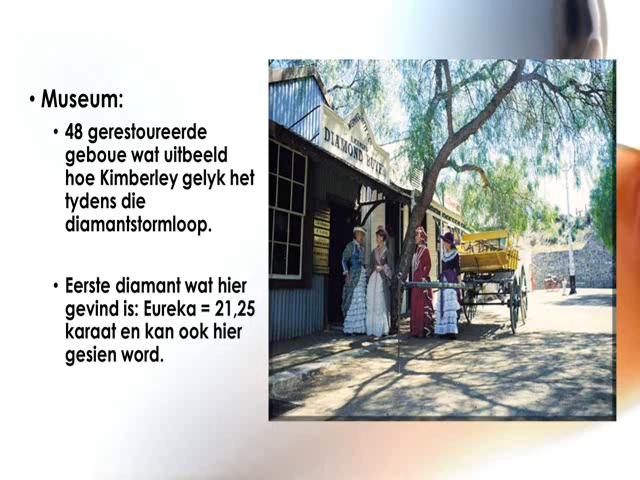 • Museum:
• 48 gerestoureerde
geboue wat uitbeeld
hoe Kimberley gelyk het
tydens die
diamantstormloop.
• Eerste diamant wat hier
gevind is: Eureka = 21,25
karaat en kan ook hier
gesien word.
DIAMOND BUYER